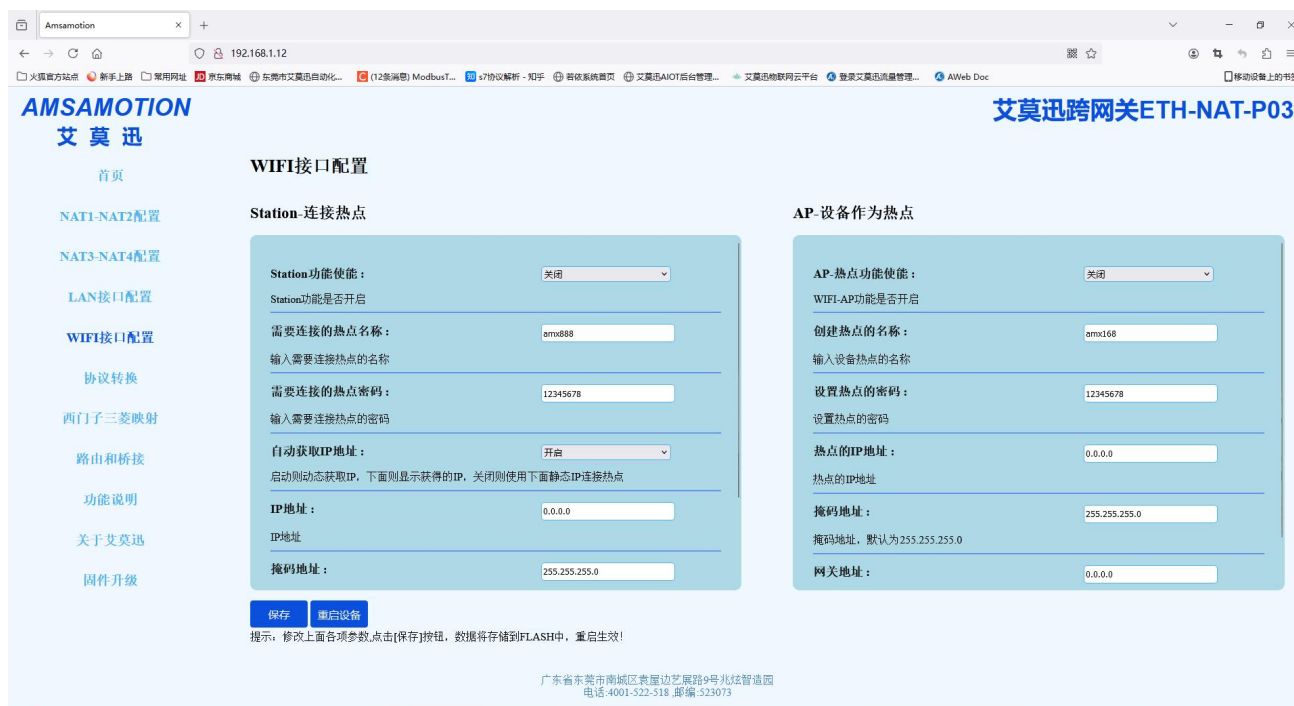 Amsamotion
192.168.1.12
火狐官方站点 新手上路 常用网址 京东商城 东莞市艾莫迅自动化... (12条消息) ModbusT... s7协议解析 - 知乎 若依系统首页 艾莫迅AIOT后台管理... 艾莫迅物联网云平台 登录艾莫迅流量管理... AWeb Doc 移动设备上的书签
AMSAMOTION
艾莫迅
艾莫迅跨网关ETH-NAT-P03
首页
NAT1-NAT2配置
NAT3-NAT4配置
LAN接口配置
WIFI接口配置
协议转换
西门子三菱映射
路由和桥接
功能说明
关于艾莫迅
固件升级
WIFI接口配置
Station-连接热点
Station功能使能：
关闭
Station功能是否开启
需要连接的热点名称：
amx888
输入需要连接热点的名称
需要连接的热点密码：
12345678
输入需要连接热点的密码
自动获取IP地址：
开启
启动则动态获取IP，下面则显示获得的IP，关闭则使用下面静态IP连接热点
IP地址：
0.0.0.0
IP地址
掩码地址：
255.255.255.0
AP-设备作为热点
AP-热点功能使能：
关闭
WIFI-AP功能是否开启
创建热点的名称：
amx168
输入设备热点的名称
设置热点的密码：
12345678
设置热点的密码
热点的IP地址：
0.0.0.0
热点的IP地址
掩码地址：
255.255.255.0
掩码地址，默认为255.255.255.0
网关地址：
0.0.0.0
保存
重启设备
提示：修改上面各项参数,点击[保存]按钮，数据将存储到FLASH中，重启生效!
广东省东莞市南城区袁屋边艺展路9号兆炫智造园
电话:4001-522-518 ,邮编:523073